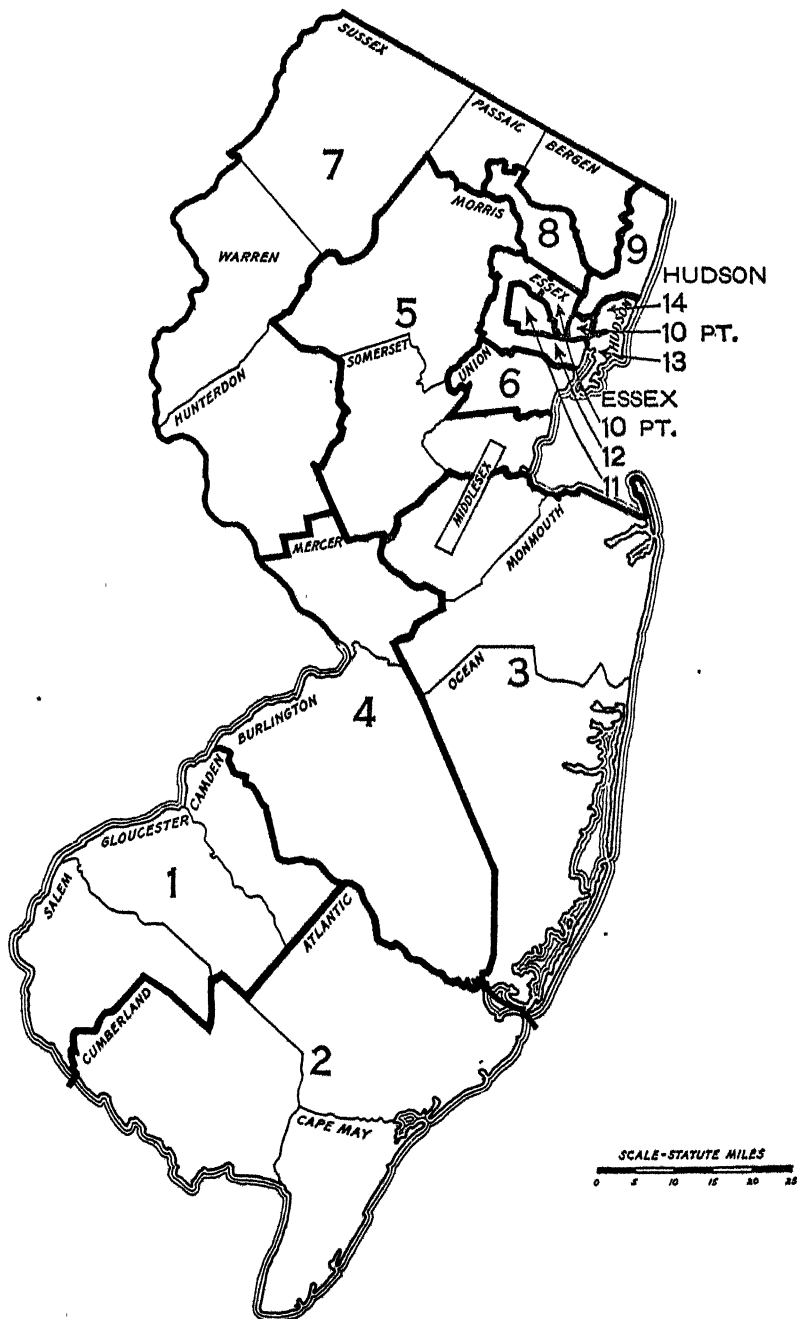 SUSSEX
PASSAIC
BERGEN
7
MORRIS
8
9
WARREN
HUDSON
ESSEX
14
HUDSON
5
10 PT.
SOMERSET
13
UNION
6
HUNTERDON
ESSEX
10 PT.
12
11
MIDDLESEX
MERCER
MONMOUTH
OCEAN
3
4
BURLINGTON
CAMDEN
GLOUCESTER
1
SALEM
ATLANTIC
CUMBERLAND
2
CAPE MAY
SCALE-STATUTE MILES
0 5 10 15 20 25